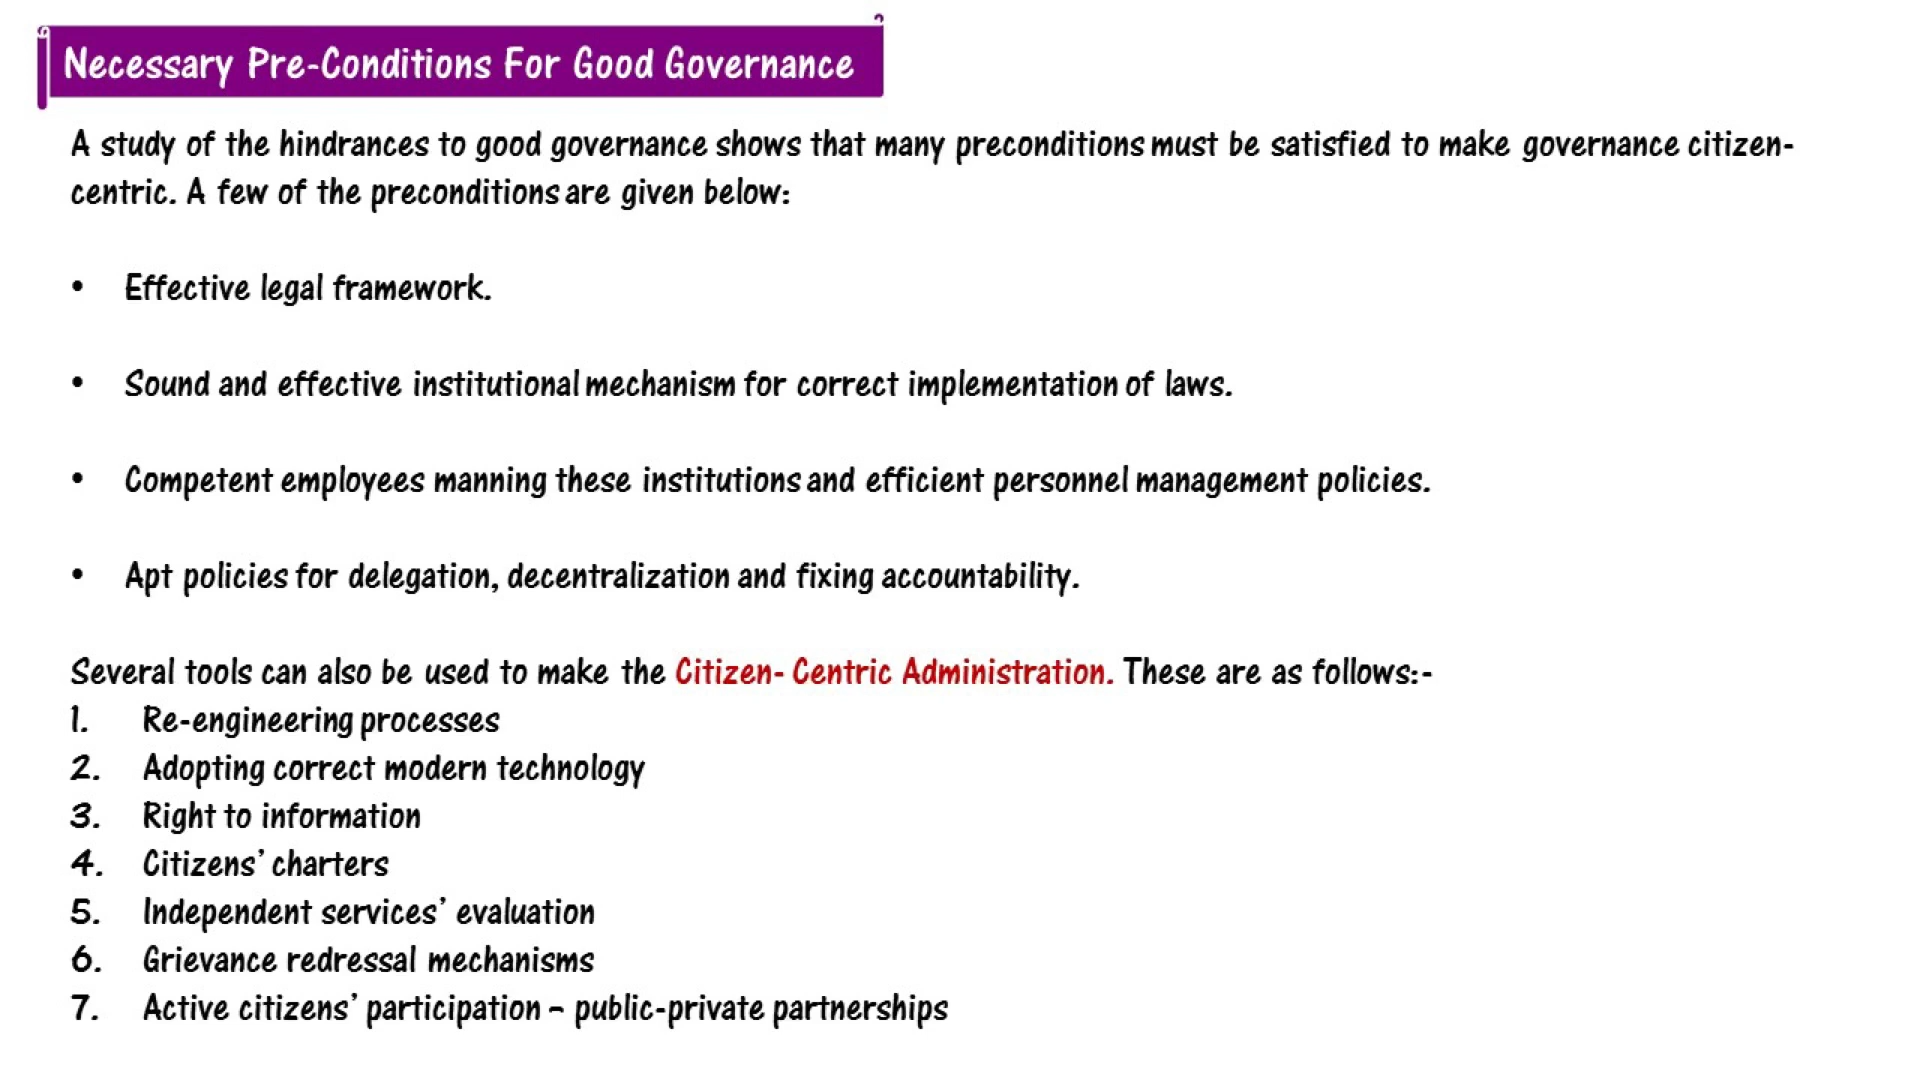 Necessary Pre-Conditions For Good Governance
A study of the hindrances to good governance shows that many preconditions must be satisfied to make governance citizen-
centric. A few of the preconditions are given below:
• Effective legal framework.
• Sound and effective institutional mechanism for correct implementation of laws.
• Competent employees manning these institutions and efficient personnel management policies.
• Apt policies for delegation, decentralization and fixing accountability.
Several tools can also be used to make the Citizen- Centric Administration. These are as follows:-
1. Re-engineering processes
2. Adopting correct modern technology
3. Right to information
4. Citizens’ charters
5. Independent services’ evaluation
6. Grievance redressal mechanisms
7. Active citizens’ participation – public-private partnerships